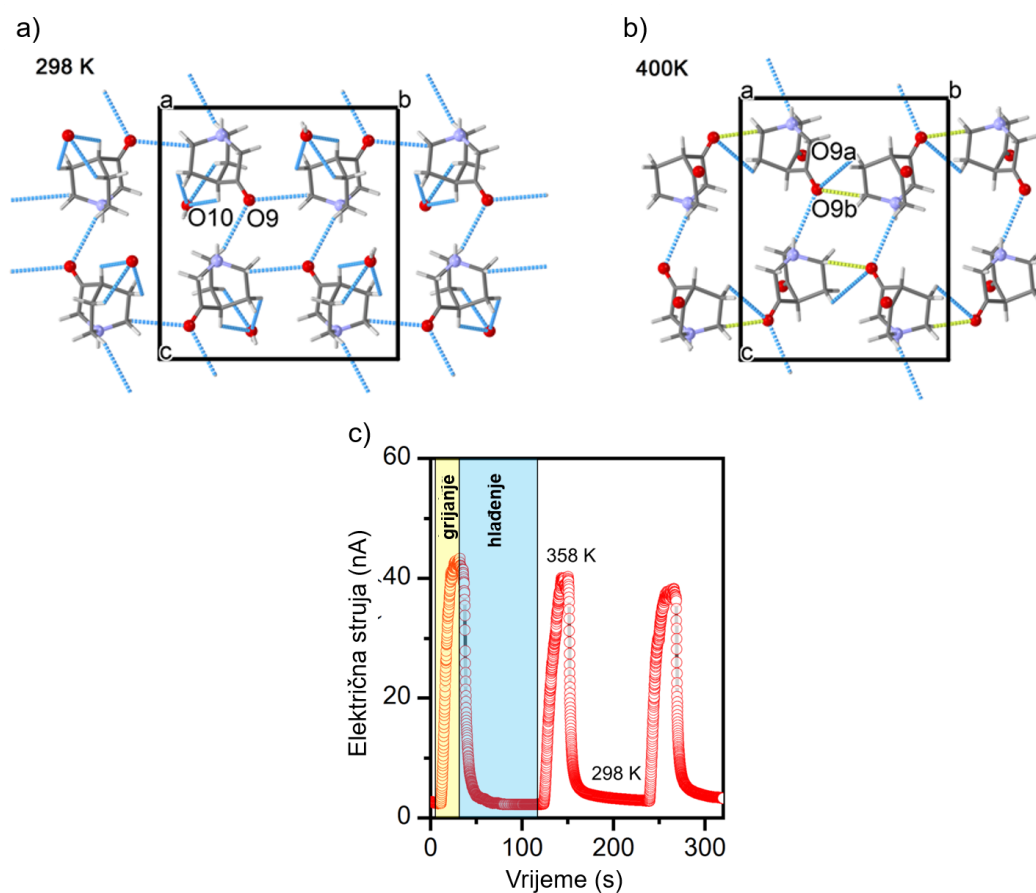 a)
298 K
a
b
O10
O9
c
b)
400K
a
b
O9a
O9b
c
c)
60
40
20
0
Električna struja (nA)
grijanje
hlađenje
358 K
298 K
0
100
200
300
Vrijeme (s)